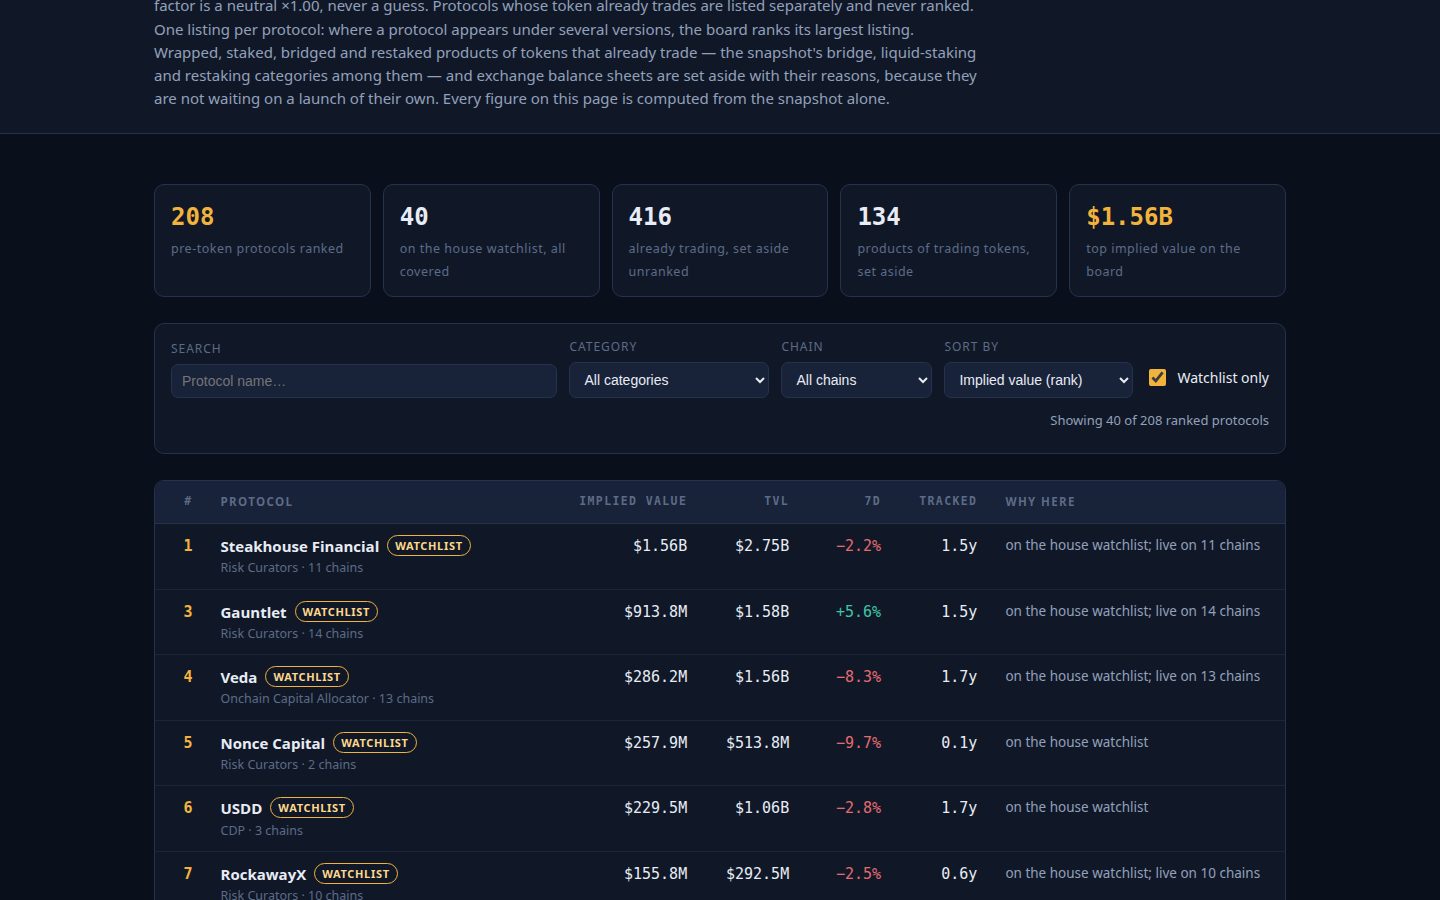 factor is a neutral ×1.00, never a guess. Protocols whose token already trades are listed separately and never ranked.
One listing per protocol: where a protocol appears under several versions, the board ranks its largest listing.
Wrapped, staked, bridged and restaked products of tokens that already trade — the snapshot's bridge, liquid-staking
and restaking categories among them — and exchange balance sheets are set aside with their reasons, because they
are not waiting on a launch of their own. Every figure on this page is computed from the snapshot alone.
208
pre-token protocols ranked
40
on the house watchlist, all
covered
416
already trading, set aside
unranked
134
products of trading tokens,
set aside
$1.56B
top implied value on the
board
SEARCH
Protocol name…
CATEGORY
All categories
CHAIN
All chains
SORT BY
Implied value (rank)
Watchlist only
Showing 40 of 208 ranked protocols
# PROTOCOL IMPLIED VALUE TVL 7D TRACKED WHY HERE
1 Steakhouse Financial WATCHLIST $1.56B $2.75B −2.2% 1.5y on the house watchlist; live on 11 chains
Risk Curators · 11 chains
3 Gauntlet WATCHLIST $913.8M $1.58B +5.6% 1.5y on the house watchlist; live on 14 chains
Risk Curators · 14 chains
4 Veda WATCHLIST $286.2M $1.56B −8.3% 1.7y on the house watchlist; live on 13 chains
Onchain Capital Allocator · 13 chains
5 Nonce Capital WATCHLIST $257.9M $513.8M −9.7% 0.1y on the house watchlist
Risk Curators · 2 chains
6 USDD WATCHLIST $229.5M $1.06B −2.8% 1.7y on the house watchlist
CDP · 3 chains
7 RockawayX WATCHLIST $155.8M $292.5M −2.5% 0.6y on the house watchlist; live on 10 chains
Risk Curators · 10 chains